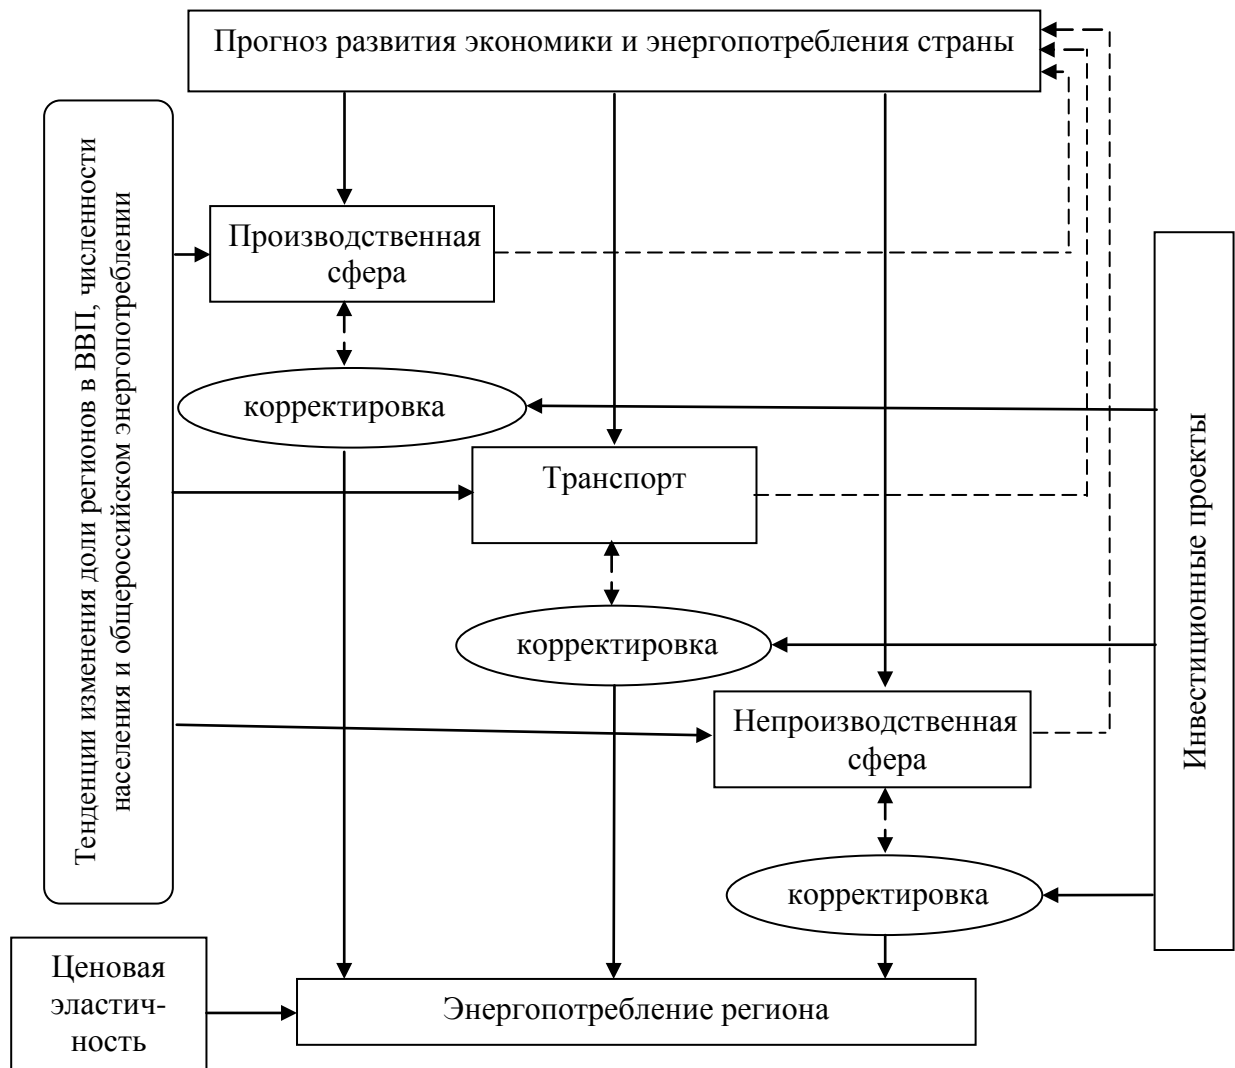 Прогноз развития экономики и энергопотребления страны
Тенденции изменения доли регионов в ВВП, численности
населения и общероссийском энергопотреблении
Производственная
сфера
корректировка
Транспорт
корректировка
Непроизводственная
сфера
корректировка
Инвестиционные проекты
Ценовая
эластич-
ность
Энергопотребление региона